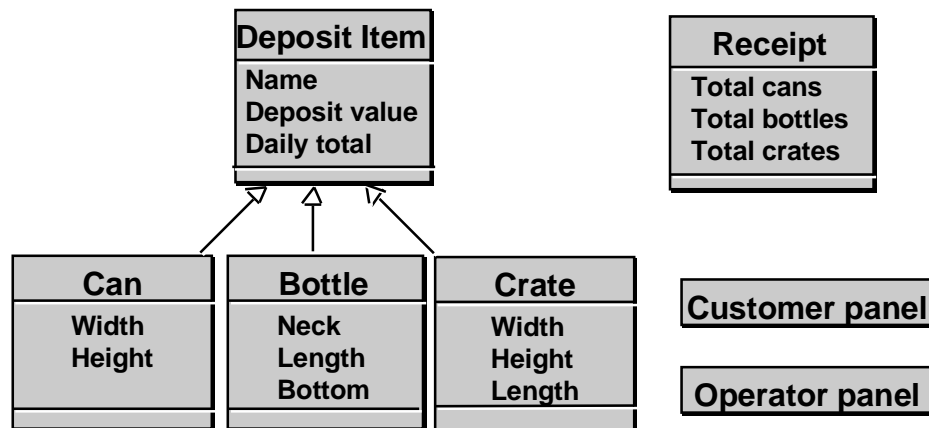 Deposit Item
Name
Deposit value
Daily total
Receipt
Total cans
Total bottles
Total crates
Can
Width
Height
Bottle
Neck
Length
Bottom
Crate
Width
Height
Length
Customer panel
Operator panel